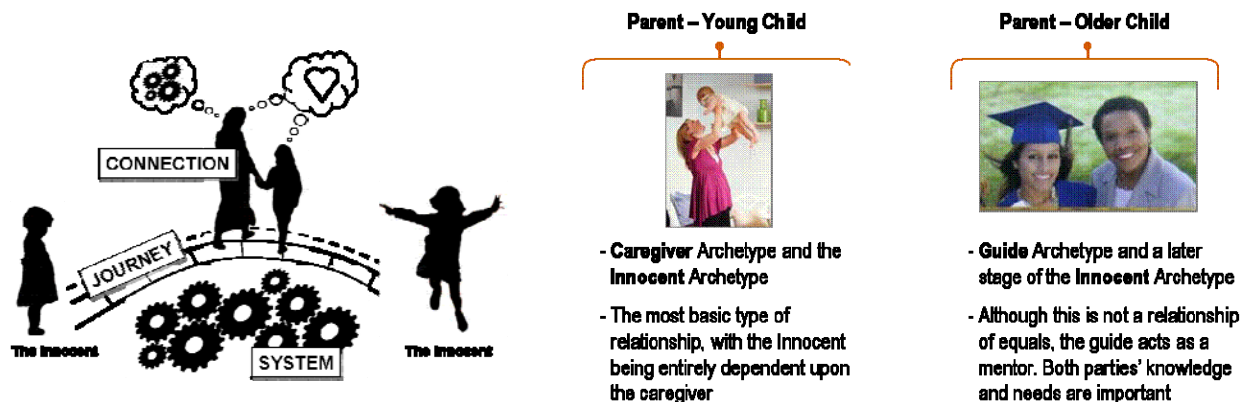 CONNECTION
JOURNEY
SYSTEM
The Innocent
The Innocent
Parent – Young Child
- Caregiver Archetype and the
Innocent Archetype
- The most basic type of
relationship, with the Innocent
being entirely dependent upon
the caregiver
Parent – Older Child
- Guide Archetype and a later
stage of the Innocent Archetype
- Although this is not a relationship
of equals, the guide acts as a
mentor. Both parties' knowledge
and needs are important